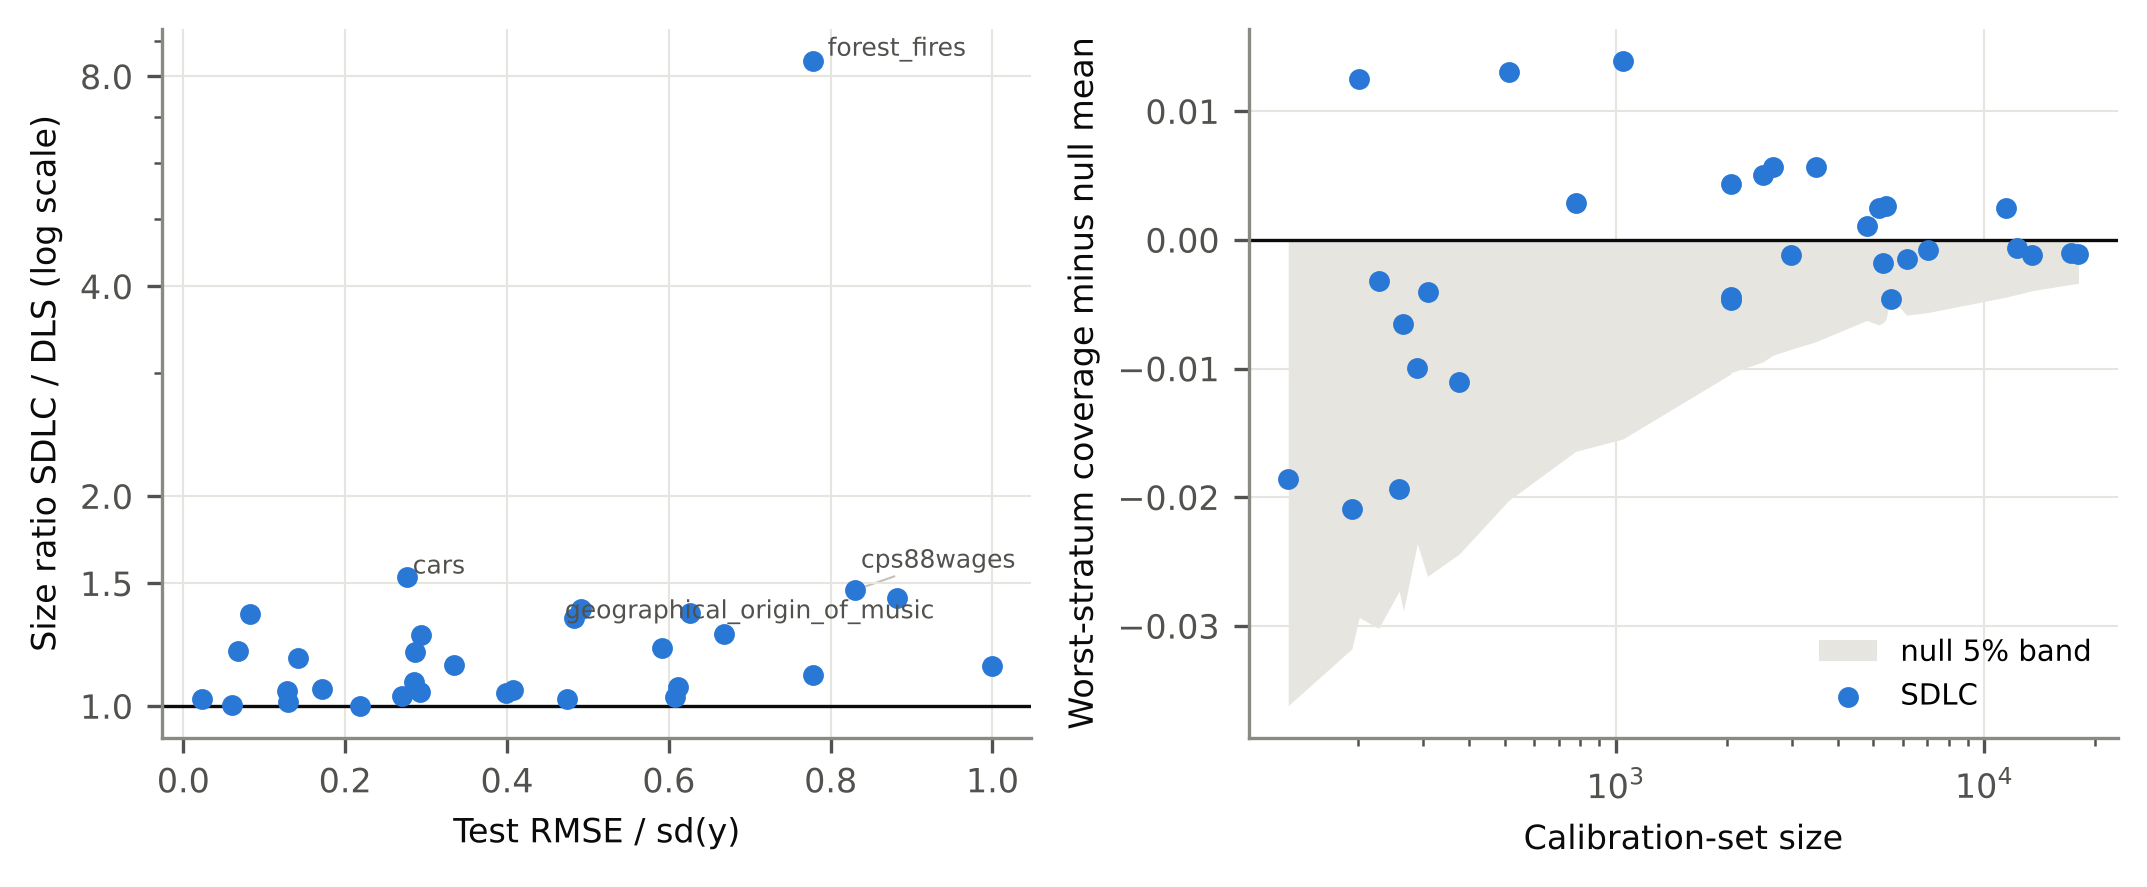 Size ratio SDLC / DLS (log scale)
8.0
4.0
2.0
1.5
1.0
forest_fires
cars
cps88wages
geographical_origin_of_music
0.0 0.2 0.4 0.6 0.8 1.0
Test RMSE / sd(y)
Worst-stratum coverage minus null mean
0.01
0.00
−0.01
−0.02
−0.03
null 5% band
SDLC
10³ 10⁴
Calibration-set size